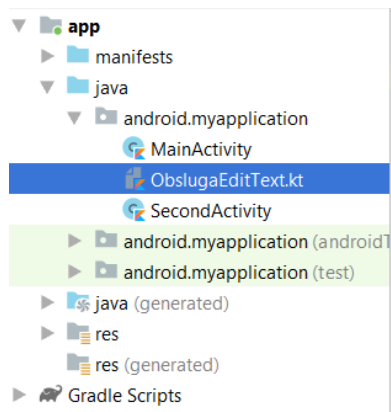 app
manifests
java
android.myapplication
MainActivity
ObslugaEditText.kt
SecondActivity
android.myapplication (android
android.myapplication (test)
java (generated)
res
res (generated)
Gradle Scripts